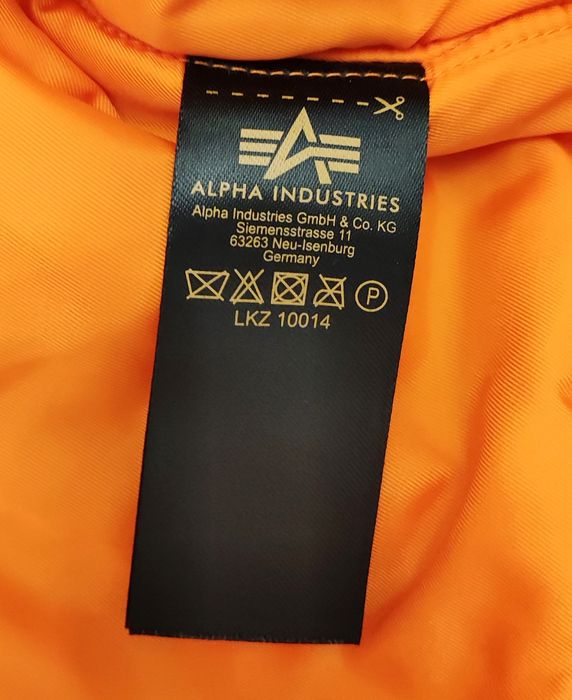 ALPHA INDUSTRIES
Alpha Industries GmbH & Co. KG
Siemensstrasse 11
63263 Neu-Isenburg
Germany
P
LKZ 10014